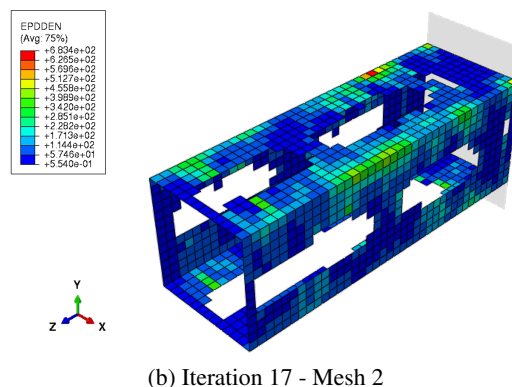 EPDDEN
(Avg: 75%)
+6.834e+02
+6.265e+02
+5.696e+02
+5.127e+02
+4.558e+02
+3.989e+02
+3.420e+02
+2.851e+02
+2.282e+02
+1.713e+02
+1.144e+02
+5.746e+01
+5.540e-01
Y
Z
X
(b) Iteration 17 - Mesh 2